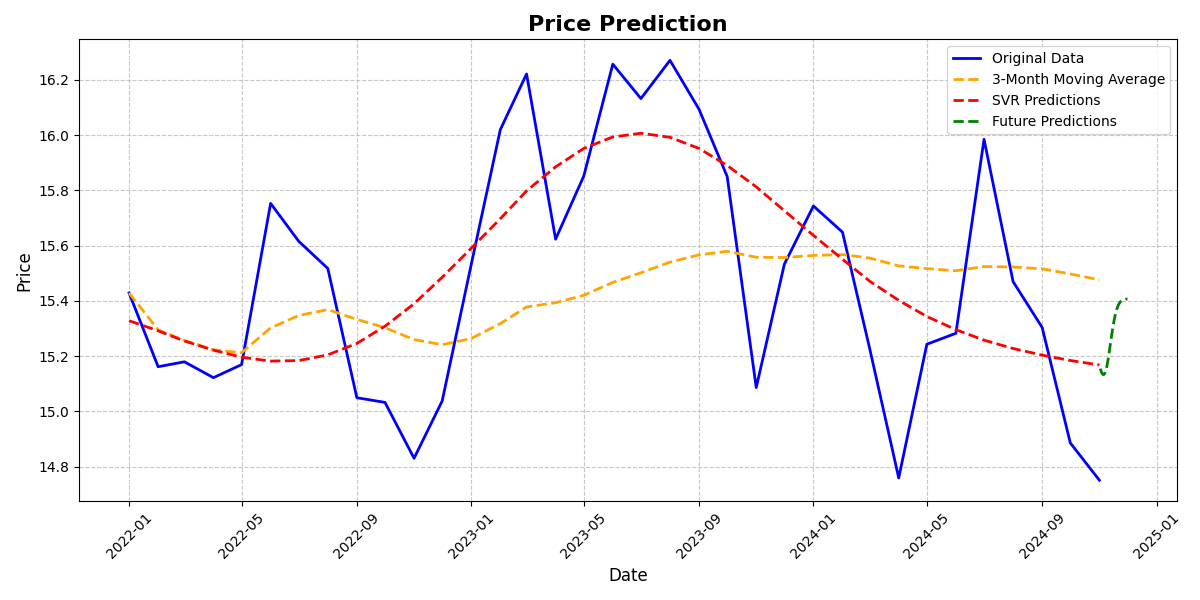 Price Prediction
Original Data
3-Month Moving Average
SVR Predictions
Future Predictions
Price
16.2
16.0
15.8
15.6
15.4
15.2
15.0
14.8
2022-01
2022-05
2022-09
2023-01
2023-05
2023-09
2024-01
2024-05
2024-09
2025-01
Date